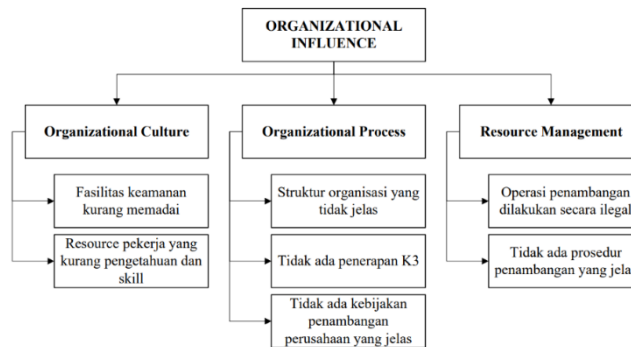 ORGANIZATIONAL
INFLUENCE
Organizational Culture
Organizational Process
Resource Management
Fasilitas keamanan
kurang memadai
Resource pekerja yang
kurang pengetahuan dan
skill
Struktur organisasi yang
tidak jelas
Tidak ada penerapan K3
Tidak ada kebijakan
penambangan
perusahaan yang jelas
Operasi penambangan
dilakukan secara ilegal
Tidak ada prosedur
penambangan yang jela